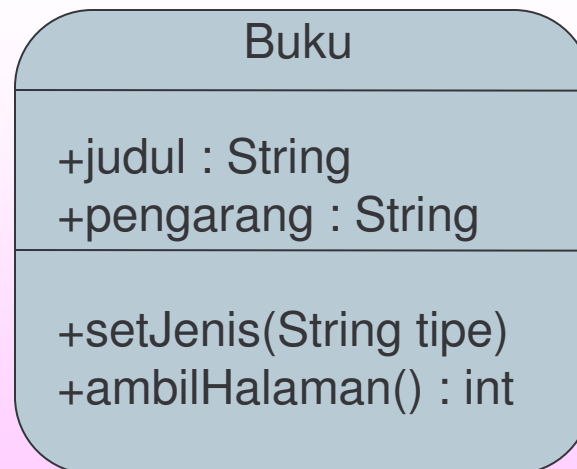 Buku
+judul : String
+pengarang : String
+setJenis(String tipe)
+ambilHalaman() : int